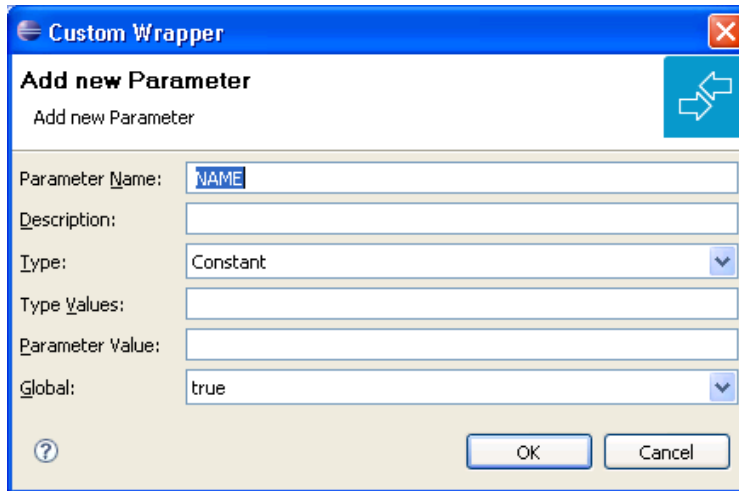 Custom Wrapper
Add new Parameter
Add new Parameter
Parameter Name: NAME
Description:
Type: Constant
Type Values:
Parameter Value:
Global: true
? OK Cancel